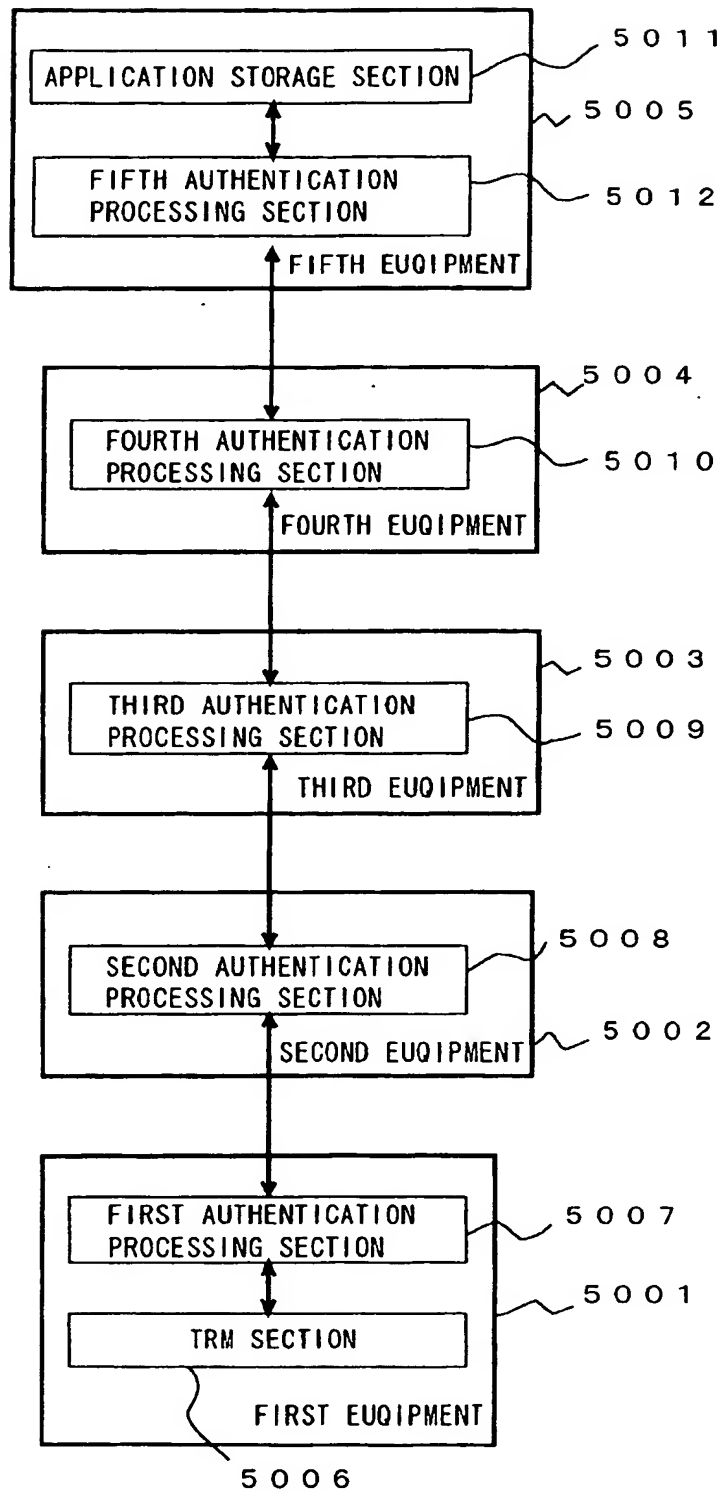 5011
APPLICATION STORAGE SECTION
5005
FIFTH AUTHENTICATION
PROCESSING SECTION
5012
FIFTH EUQIPMENT
5004
FOURTH AUTHENTICATION
PROCESSING SECTION
5010
FOURTH EUQIPMENT
5003
THIRD AUTHENTICATION
PROCESSING SECTION
5009
THIRD EUQIPMENT
5008
SECOND AUTHENTICATION
PROCESSING SECTION
5002
SECOND EUQIPMENT
FIRST AUTHENTICATION
PROCESSING SECTION
5007
5001
TRM SECTION
FIRST EUQIPMENT
5006